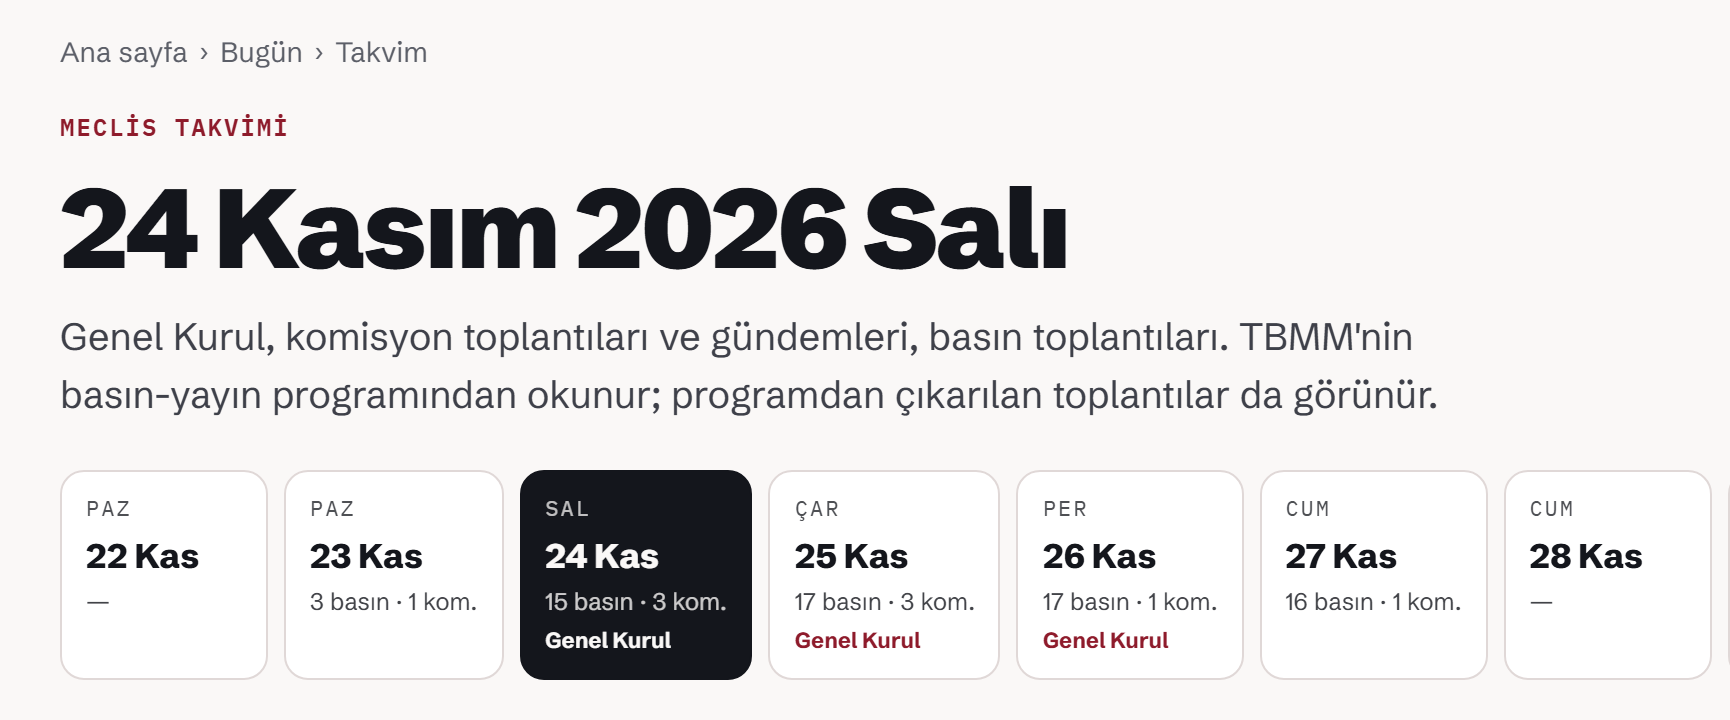 Ana sayfa › Bugün › Takvim
MECLİS TAKVİMİ
24 Kasım 2026 Salı
Genel Kurul, komisyon toplantıları ve gündemleri, basın toplantıları. TBMM'nin
basın-yayın programından okunur; programdan çıkarılan toplantılar da görünür.
PAZ
22 Kas
—
PAZ
23 Kas
3 basın · 1 kom.
SAL
24 Kas
15 basın · 3 kom.
Genel Kurul
ÇAR
25 Kas
17 basın · 3 kom.
Genel Kurul
PER
26 Kas
17 basın · 1 kom.
Genel Kurul
CUM
27 Kas
16 basın · 1 kom.
CUM
28 Kas
—